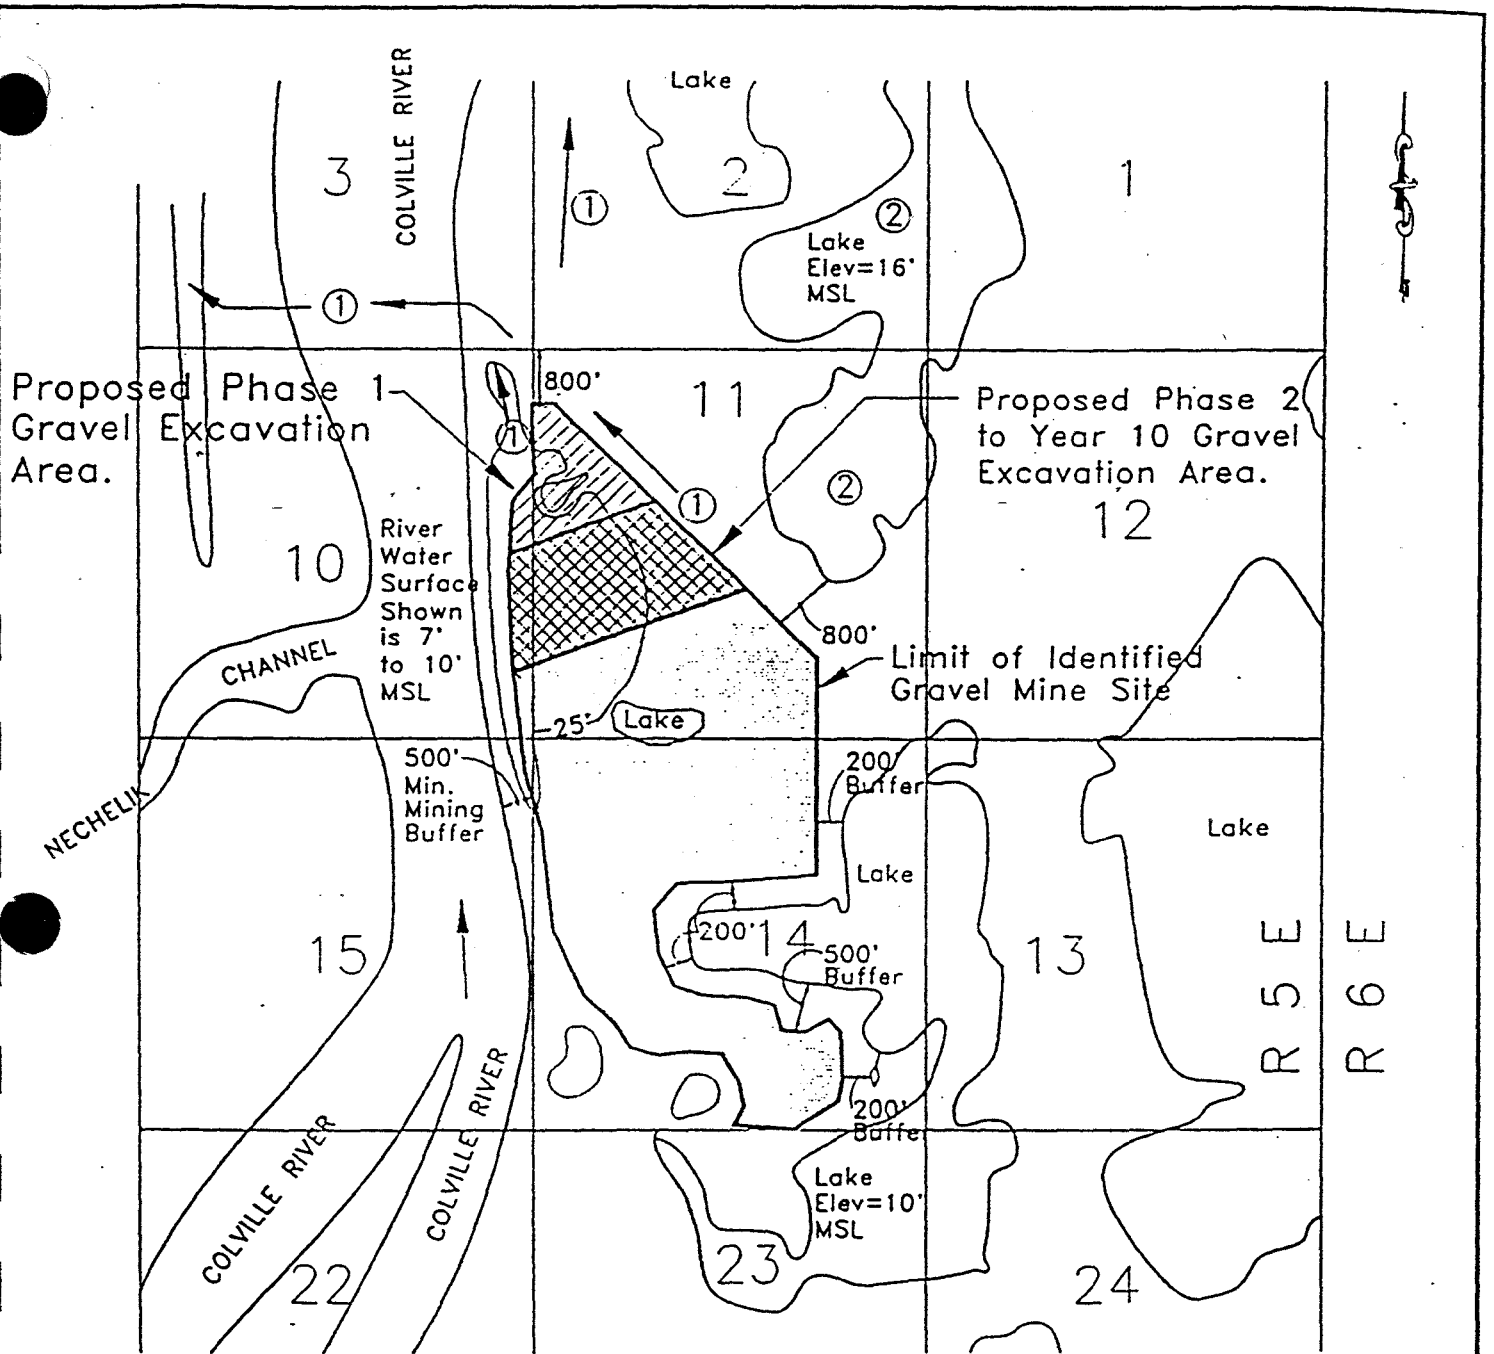 Lake
COLVILLE RIVER
3
2
1
①
②
Lake
Elev=16'
MSL
①
Proposed Phase 1
Gravel Excavation
Area.
800'
11
Proposed Phase 2
to Year 10 Gravel
Excavation Area.
①
①
②
12
10
River
Water
Surface
Shown
is 7'
to 10'
MSL
800'
CHANNEL
Limit of Identified
Gravel Mine Site
25'
Lake
NECHELIK
500'
Min.
Mining
Buffer
200'
Buffer
Lake
Lake
15
200'
14
500'
Buffer
13
R 5 E
R 6 E
200'
Buffer
COLVILLE RIVER
COLVILLE RIVER
Lake
Elev=10'
MSL
22
23
24